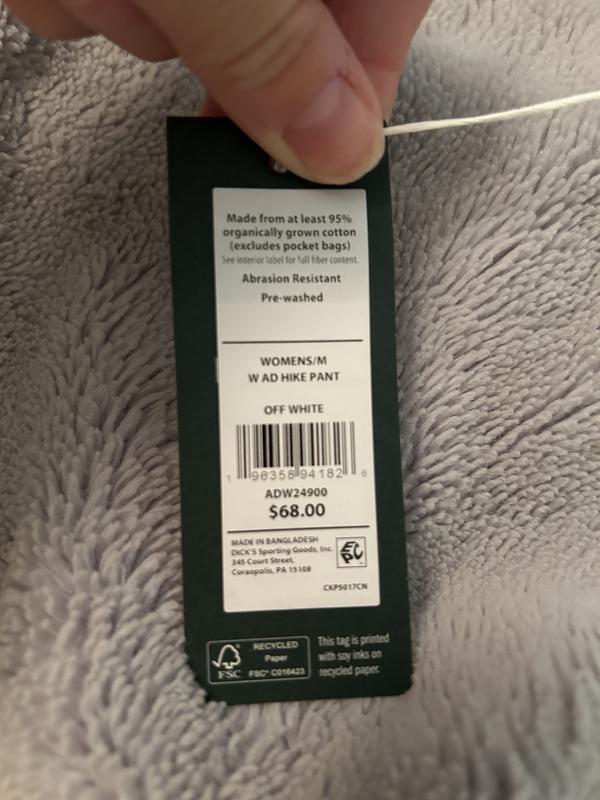 Made from at least 95%
organically grown cotton
(excludes pocket bags)
See interior label for full fiber content.
Abrasion Resistant
Pre-washed
WOMENS/M
W AD HIKE PANT
OFF WHITE
1 96358 94182 6
ADW24900
$68.00
MADE IN BANGLADESH
DICK'S Sporting Goods, Inc.
345 Court Street,
Coraopolis, PA 15108
EPC
CKP5017CN
FSC
RECYCLED
Paper
FSC® C016423
This tag is printed
with soy inks on
recycled paper.